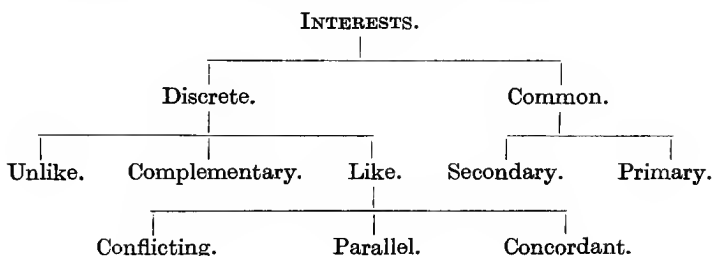 INTERESTS.
Discrete. Common.
Unlike. Complementary. Like. Secondary. Primary.
Conflicting. Parallel. Concordant.